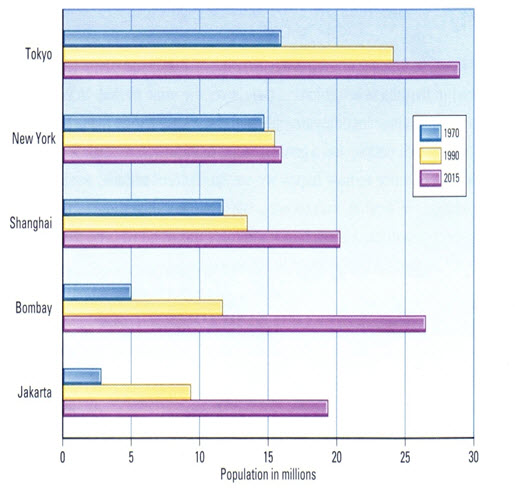 Tokyo
New York
Shanghai
Bombay
Jakarta
1970
1990
2015
0 5 10 15 20 25 30
Population in millions